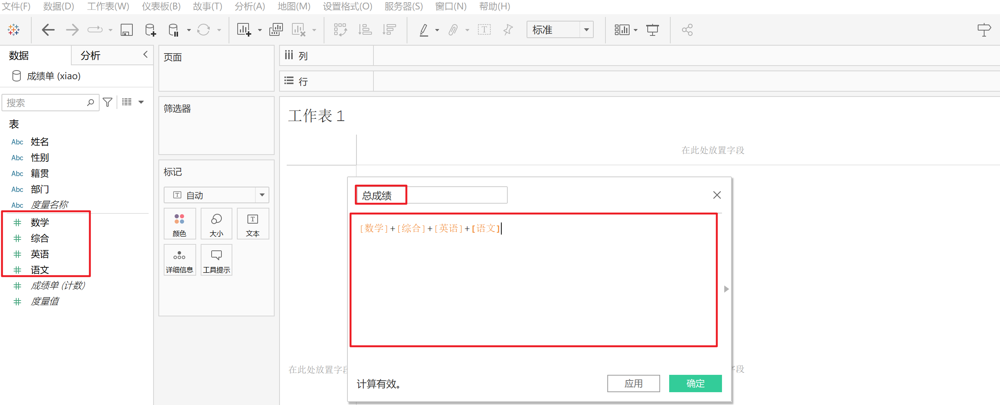 文件(F) 数据(D) 工作表(W) 仪表板(B) 故事(T) 分析(A) 地图(M) 设置格式(O) 服务器(S) 窗口(N) 帮助(H)
标准
数据 分析
成绩单 (xiao)
搜索
表
Abc 姓名
Abc 性别
Abc 籍贯
Abc 部门
Abc 度量名称
数学
综合
英语
语文
成绩单 (计数)
度量值
页面
筛选器
标记
自动
颜色 大小 文本
详细信息 工具提示
列
行
工作表 1
在此处放置字段
总成绩
[数学]+[综合]+[英语]+[语文]
在此处放置字段
字段
计算有效。
应用 确定